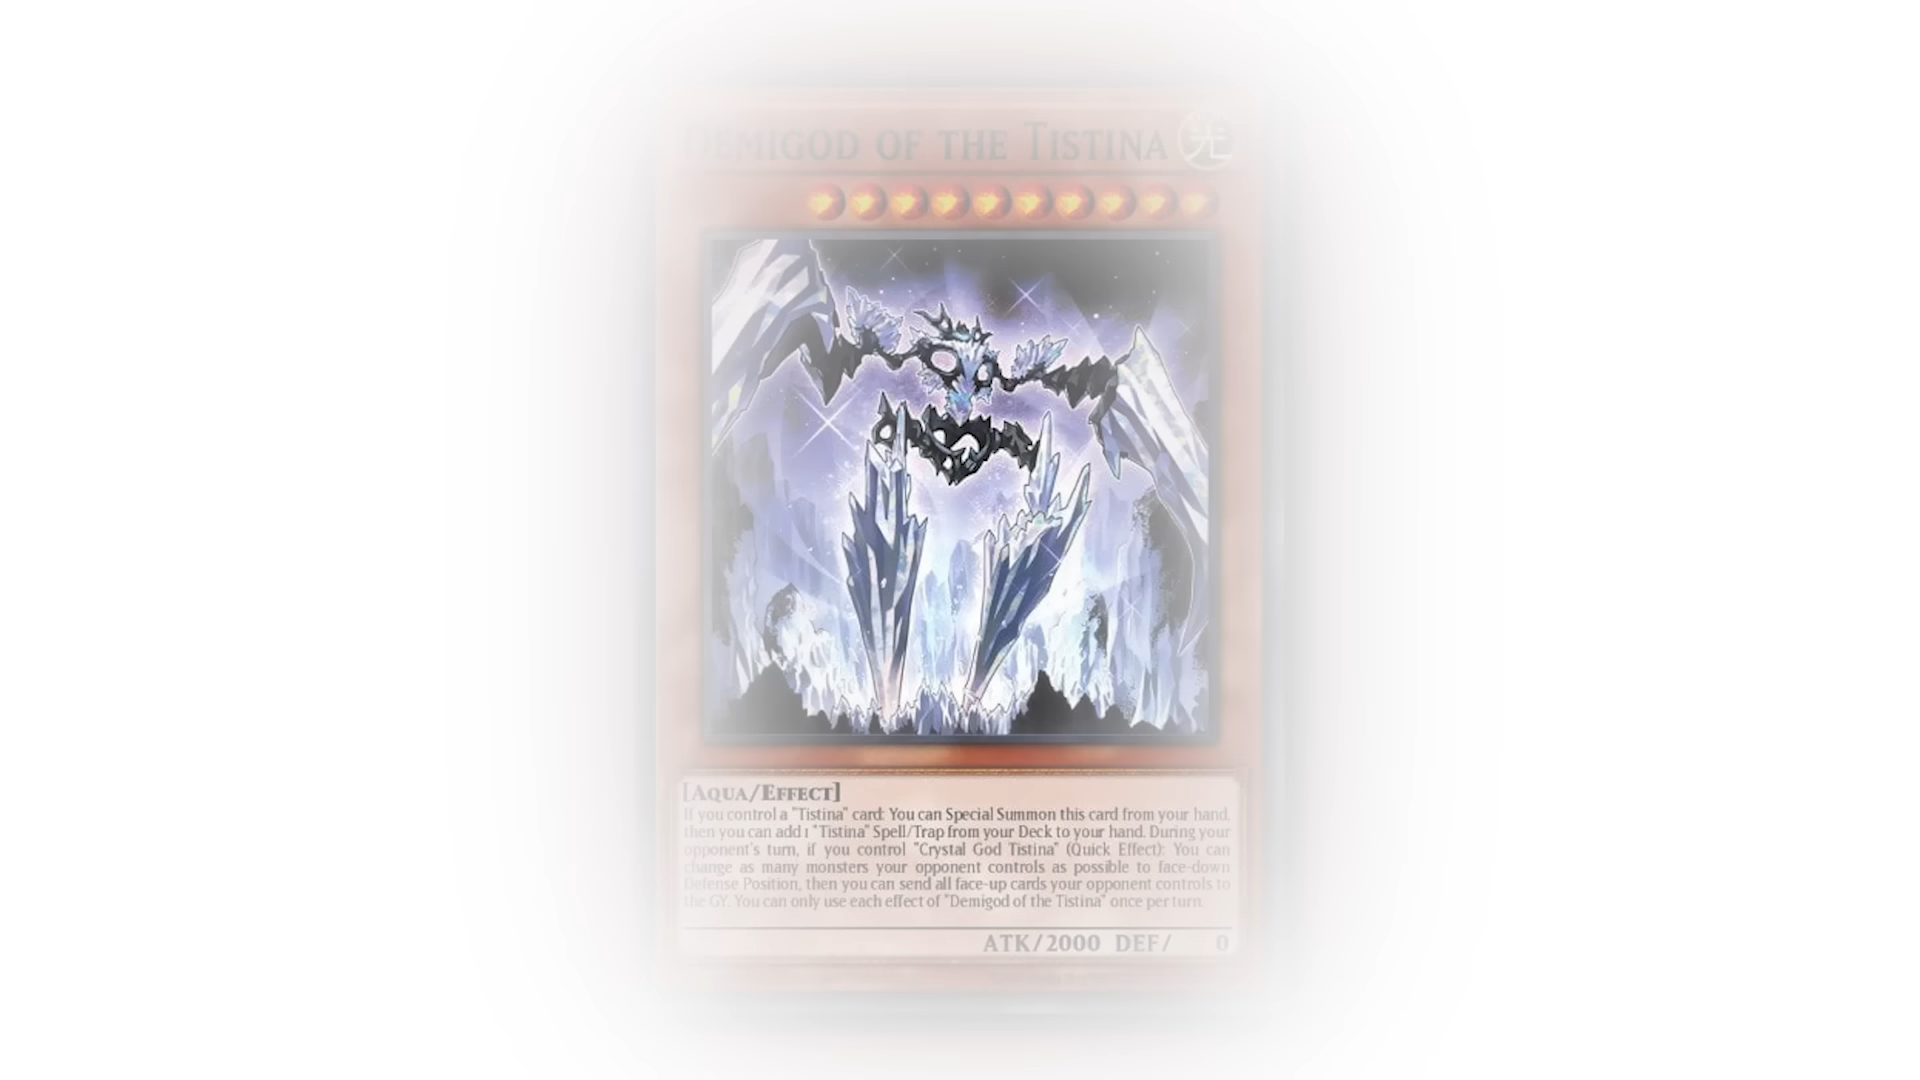 Demigod of the Tistina 光
[Aqua/Effect]
If you control a "Tistina" card: You can Special Summon this card from your hand,
then you can add 1 "Tistina" Spell/Trap from your Deck to your hand. During your
opponent's turn, if you control "Crystal God Tistina" (Quick Effect): You can
change as many monsters your opponent controls as possible to face-down
Defense Position, then you can send all face-up cards your opponent controls to
the GY. You can only use each effect of "Demigod of the Tistina" once per turn.
ATK/2000 DEF/ 0